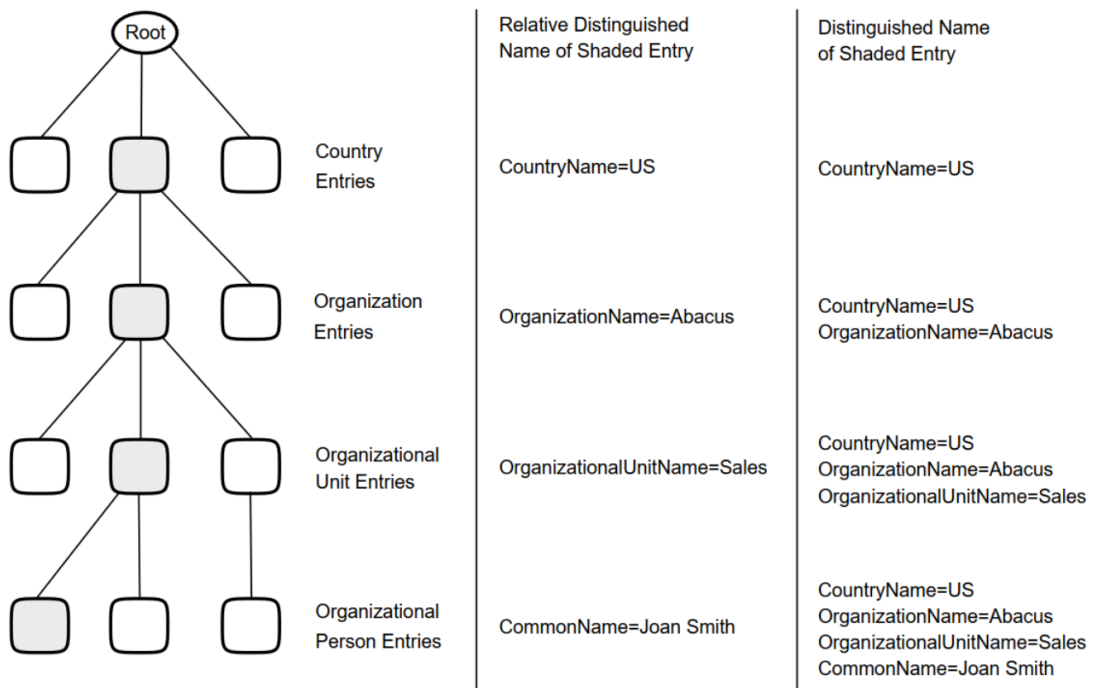 Root
Relative Distinguished
Name of Shaded Entry
Distinguished Name
of Shaded Entry
Country
Entries
CountryName=US
CountryName=US
Organization
Entries
OrganizationName=Abacus
CountryName=US
OrganizationName=Abacus
Organizational
Unit Entries
OrganizationalUnitName=Sales
CountryName=US
OrganizationName=Abacus
OrganizationalUnitName=Sales
Organizational
Person Entries
CommonName=Joan Smith
CountryName=US
OrganizationName=Abacus
OrganizationalUnitName=Sales
CommonName=Joan Smith